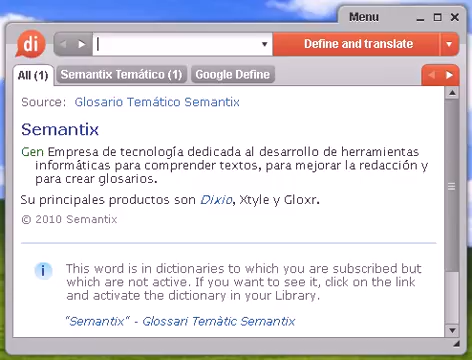 Menu
di
Define and translate
All (1)
Semantix Temático (1)
Google Define
Source: Glosario Temático Semantix
Semantix
Gen Empresa de tecnología dedicada al desarrollo de herramientas
informáticas para comprender textos, para mejorar la redacción y
para crear glosarios.
Su principales productos son Dixio, Xtyle y Gloxr.
© 2010 Semantix
i
This word is in dictionaries to which you are subscribed but
which are not active. If you want to see it, click on the link
and activate the dictionary in your Library.
"Semantix" - Glossari Temàtic Semantix